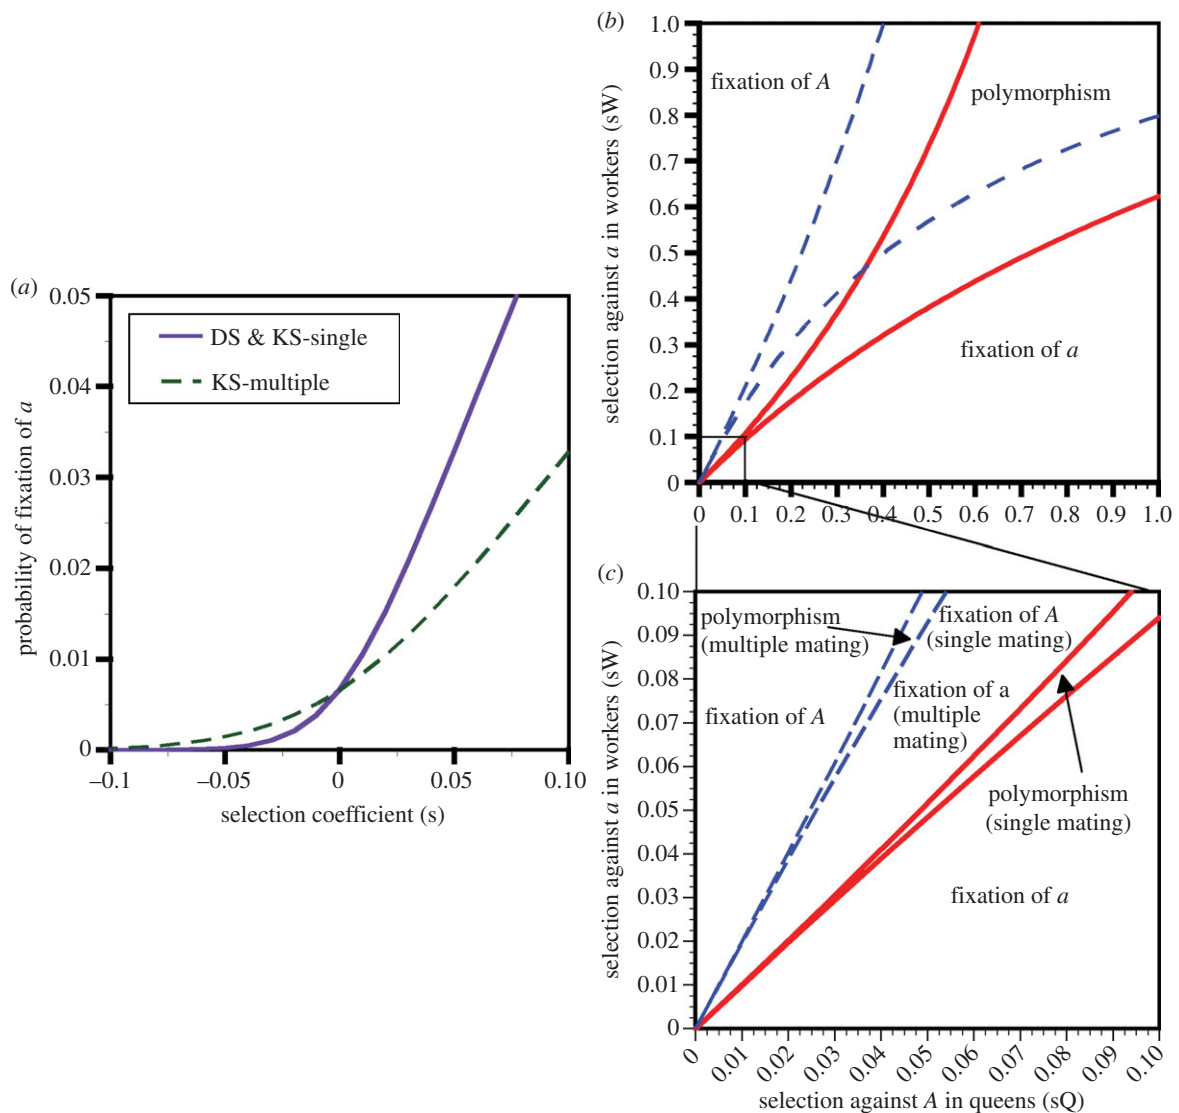 (a)
probability of fixation of a
0.05
0.04
0.03
0.02
0.01
0
DS & KS-single
KS-multiple
–0.1
–0.05
0
0.05
0.10
selection coefficient (s)
(b)
selection against a in workers (sW)
1.0
0.9
0.8
0.7
0.6
0.5
0.4
0.3
0.2
0.1
0
fixation of A
polymorphism
fixation of a
0 0.1 0.2 0.3 0.4 0.5 0.6 0.7 0.8 0.9 1.0
(c)
selection against a in workers (sW)
0.10
0.09
0.08
0.07
0.06
0.05
0.04
0.03
0.02
0.01
0
polymorphism
(multiple mating)
fixation of A
(single mating)
fixation of A
fixation of a
(multiple
mating)
polymorphism
(single mating)
fixation of a
0 0.01 0.02 0.03 0.04 0.05 0.06 0.07 0.08 0.09 0.10
selection against A in queens (sQ)